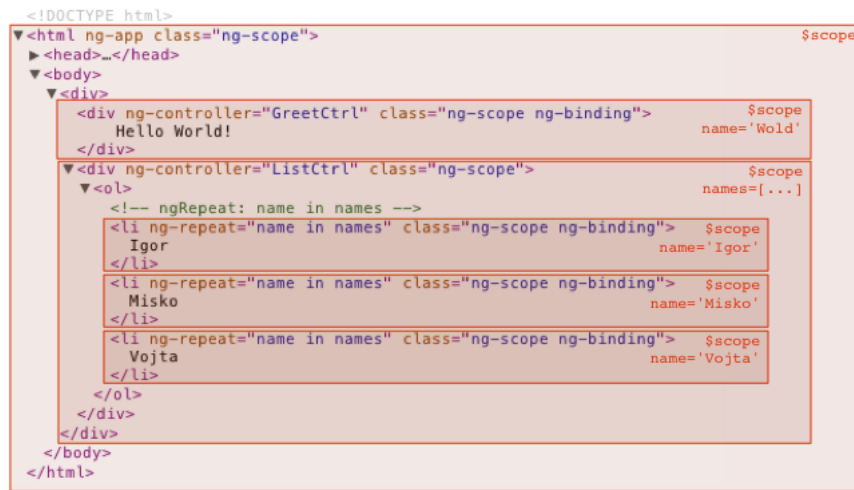 <!DOCTYPE html>
▼<html ng-app class="ng-scope"> $scope
▶<head>…</head>
▼<body>
▼<div>
<div ng-controller="GreetCtrl" class="ng-scope ng-binding"> $scope
Hello World! name='Wold'
</div>
▼<div ng-controller="ListCtrl" class="ng-scope"> $scope
▼<ol> names=[...]
<!-- ngRepeat: name in names -->
<li ng-repeat="name in names" class="ng-scope ng-binding"> $scope
Igor name='Igor'
</li>
<li ng-repeat="name in names" class="ng-scope ng-binding"> $scope
Misko name='Misko'
</li>
<li ng-repeat="name in names" class="ng-scope ng-binding"> $scope
Vojta name='Vojta'
</li>
</ol>
</div>
</div>
</body>
</html>